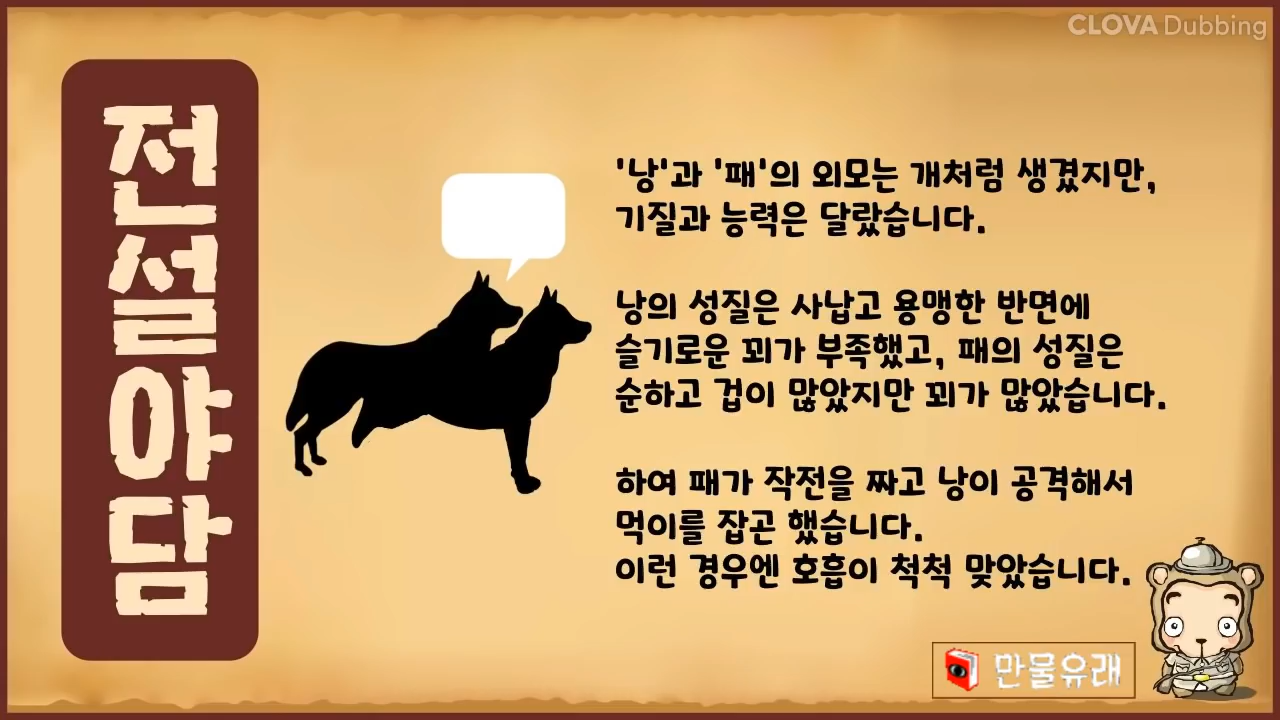 CLOVA Dubbing
전설야담
'낭'과 '패'의 외모는 개처럼 생겼지만,
기질과 능력은 달랐습니다.
낭의 성질은 사납고 용맹한 반면에
슬기로운 꾀가 부족했고, 패의 성질은
순하고 겁이 많았지만 꾀가 많았습니다.
하여 패가 작전을 짜고 낭이 공격해서
먹이를 잡곤 했습니다.
이런 경우엔 호흡이 척척 맞았습니다.
만물유래